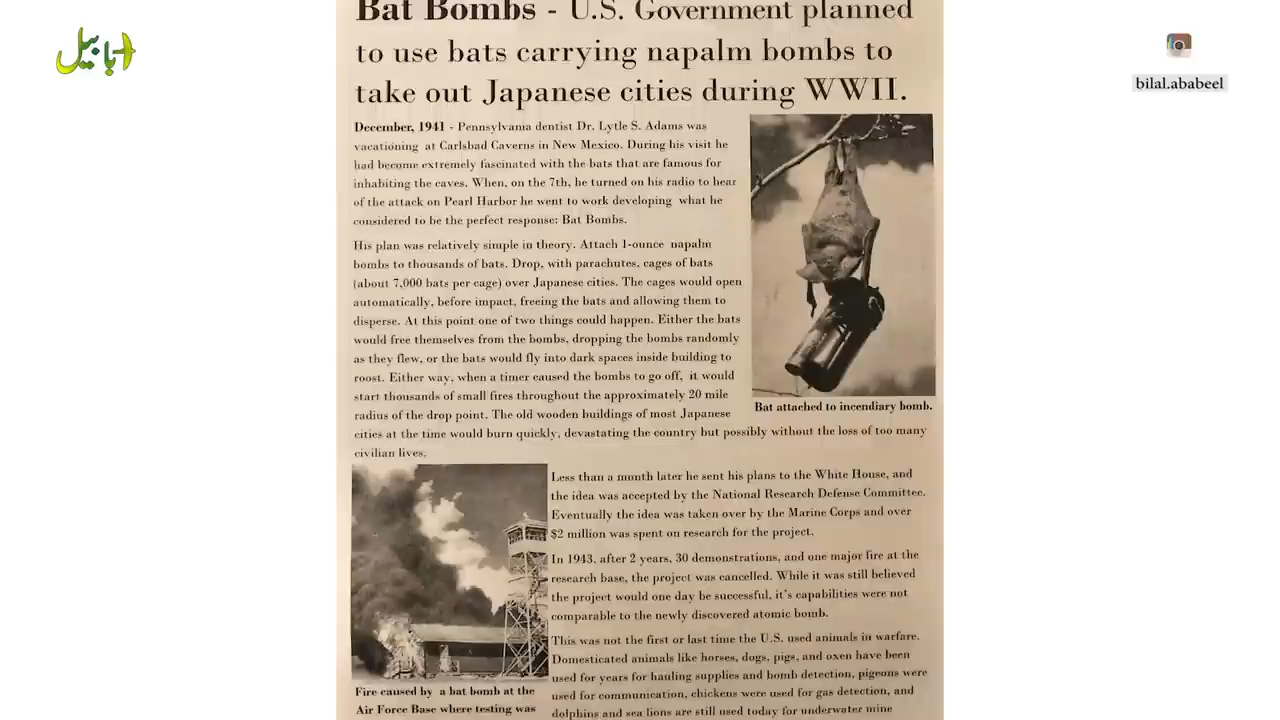 ابابیل
bilal.ababeel
Bat Bombs - U.S. Government planned
to use bats carrying napalm bombs to
take out Japanese cities during WWII.
December, 1941 - Pennsylvania dentist Dr. Lytle S. Adams was
vacationing at Carlsbad Caverns in New Mexico. During his visit he
had become extremely fascinated with the bats that are famous for
inhabiting the caves. When, on the 7th, he turned on his radio to hear
of the attack on Pearl Harbor he went to work developing what he
considered to be the perfect response: Bat Bombs.
His plan was relatively simple in theory. Attach 1-ounce napalm
bombs to thousands of bats. Drop, with parachutes, cages of bats
(about 7,000 bats per cage) over Japanese cities. The cages would open
automatically, before impact, freeing the bats and allowing them to
disperse. At this point one of two things could happen. Either the bats
would free themselves from the bombs, dropping the bombs randomly
as they flew, or the bats would fly into dark spaces inside building to
roost. Either way, when a timer caused the bombs to go off, it would
start thousands of small fires throughout the approximately 20 mile
radius of the drop point. The old wooden buildings of most Japanese
cities at the time would burn quickly, devastating the country but possibly without the loss of too many
civilian lives.
Bat attached to incendiary bomb.
Less than a month later he sent his plans to the White House, and
the idea was accepted by the National Research Defense Committee.
Eventually the idea was taken over by the Marine Corps and over
$2 million was spent on research for the project.
In 1943, after 2 years, 30 demonstrations, and one major fire at the
research base, the project was cancelled. While it was still believed
the project would one day be successful, it's capabilities were not
comparable to the newly discovered atomic bomb.
This was not the first or last time the U.S. used animals in warfare.
Domesticated animals like horses, dogs, pigs, and oxen have been
used for years for hauling supplies and bomb detection, pigeons were
used for communication, chickens were used for gas detection, and
dolphins and sea lions are still used today for underwater mine
Fire caused by a bat bomb at the
Air Force Base where testing was